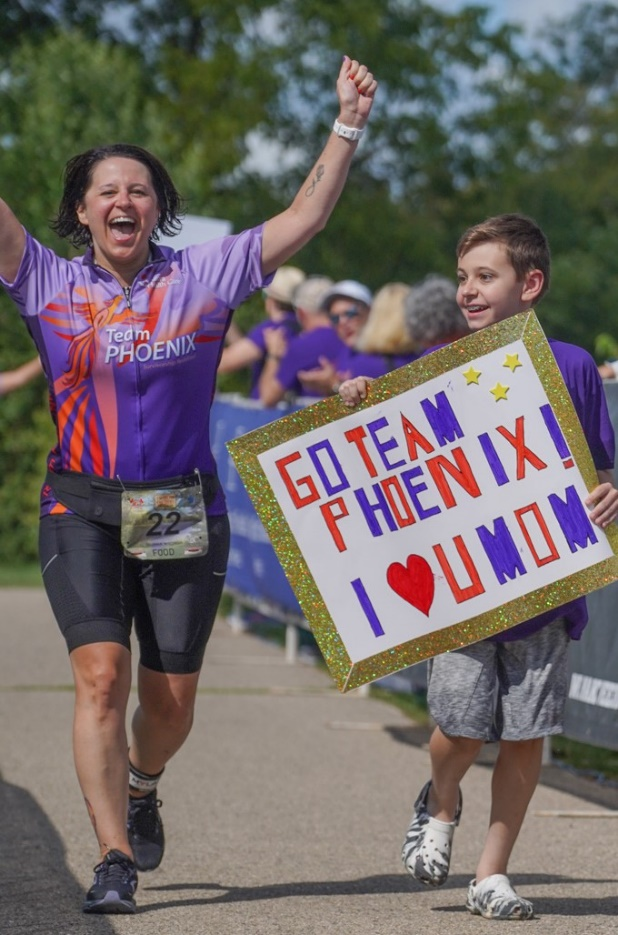 Team
PHOENIX
22
FOOD
GO TEAM
PHOENIX!
I ♥ U MOM